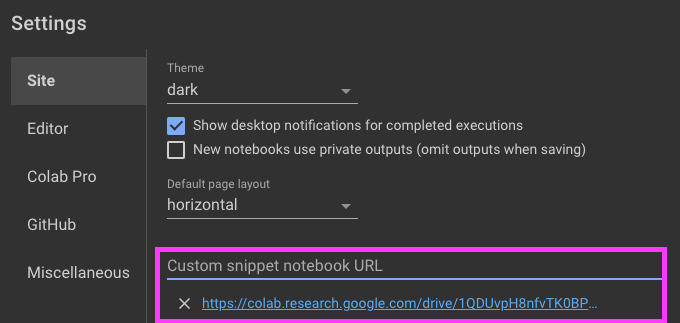 Settings
Site
Editor
Colab Pro
GitHub
Miscellaneous
Theme
dark
Show desktop notifications for completed executions
New notebooks use private outputs (omit outputs when saving)
Default page layout
horizontal
Custom snippet notebook URL
https://colab.research.google.com/drive/1QDUvpH8nfvTK0BP...